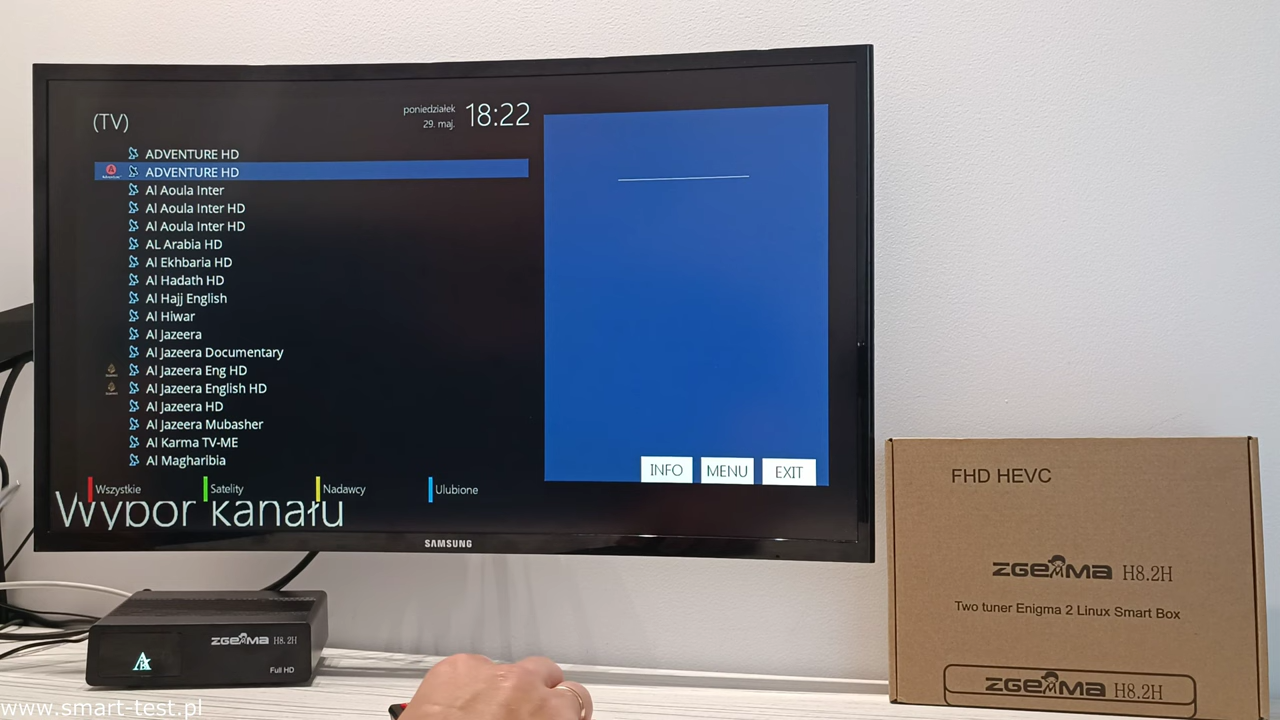 (TV)
poniedziałek
29. maj.
18:22
ADVENTURE HD
ADVENTURE HD
Al Aoula Inter
Al Aoula Inter HD
Al Aoula Inter HD
AL Arabia HD
Al Ekhbaria HD
Al Hadath HD
Al Hajj English
Al Hiwar
Al Jazeera
Al Jazeera Documentary
Al Jazeera Eng HD
Al Jazeera English HD
Al Jazeera HD
Al Jazeera Mubasher
Al Karma TV-ME
Al Magharibia
INFO MENU EXIT
Wszystkie Satelity Nadawcy Ulubione
Wybór kanału
SAMSUNG
FHD HEVC
ZGEMMA H8.2H
Two tuner Enigma 2 Linux Smart Box
ZGEMMA H8.2H
ZGEMMA H8.2H
Full HD
www.smart-test.pl